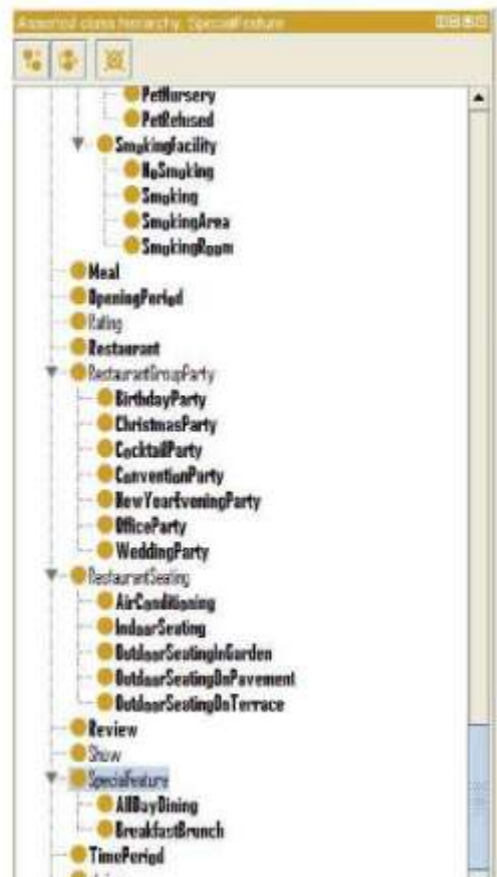 Asserted class hierarchy: SpecialFeature
PetNursery
PetRefused
SmokingFacility
NoSmoking
Smoking
SmokingArea
SmokingRoom
Meal
OpeningPeriod
Rating
Restaurant
RestaurantGroupParty
BirthdayParty
ChristmasParty
CocktailParty
ConventionParty
NewYearEveningParty
OfficeParty
WeddingParty
RestaurantSeating
AirConditioning
IndoorSeating
OutdoorSeatingInGarden
OutdoorSeatingOnPavement
OutdoorSeatingOnTerrace
Review
Show
SpecialFeature
AllDayDining
BreakfastBrunch
TimePeriod